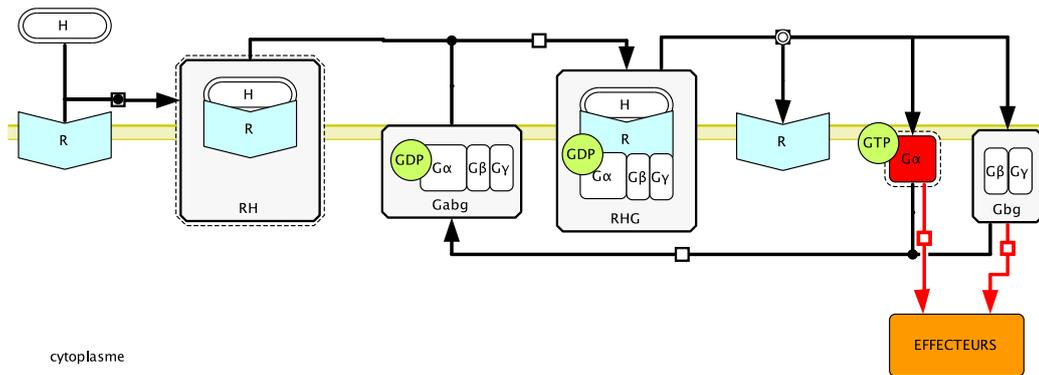 H
R
H
R
RH
GDP
Gα
Gβ
Gγ
Gabg
H
R
GDP
Gα
Gβ
Gγ
RHG
R
GTP
Gα
Gβ
Gγ
Gbg
EFFECTEURS
cytoplasme